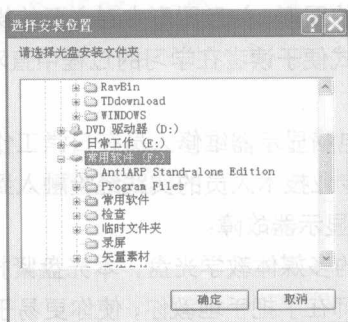 选择安装位置
请选择光盘安装文件夹
RavBin
TDdownload
WINDOWS
DVD 驱动器 (D:)
日常工作 (E:)
常用软件 (F:)
AntiARP Stand-alone Edition
Program Files
常用软件
检查
临时文件夹
录屏
矢量素材
确定
取消